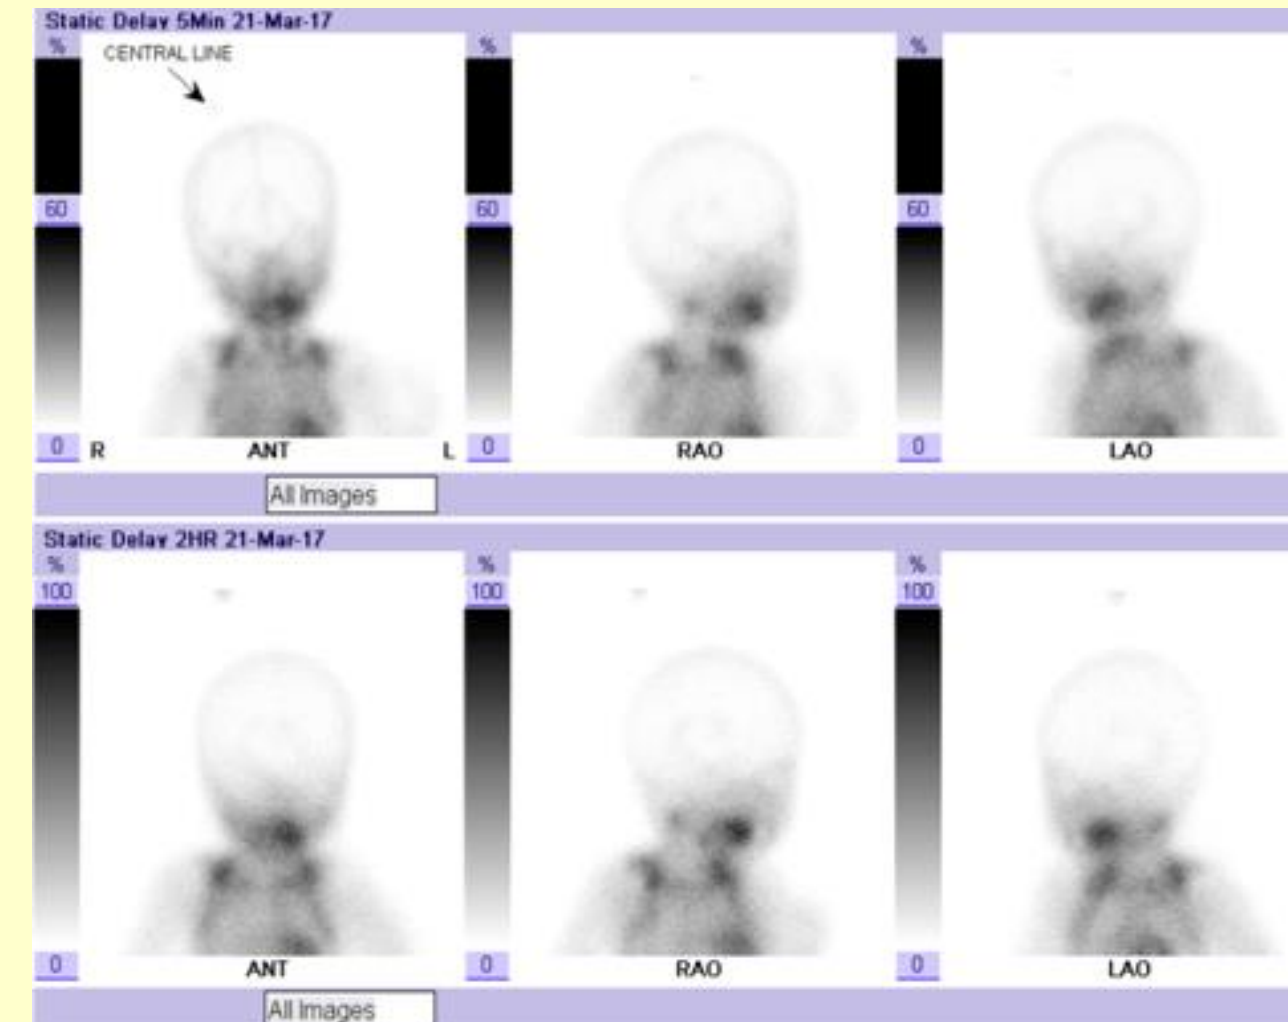 Static Delay 5Min 21-Mar-17
% % %
CENTRAL LINE
60 60 60
0 R ANT L 0 RAO 0 LAO
All Images
Static Delay 2HR 21-Mar-17
% % %
100 100 100
0 ANT 0 RAO 0 LAO
All Images